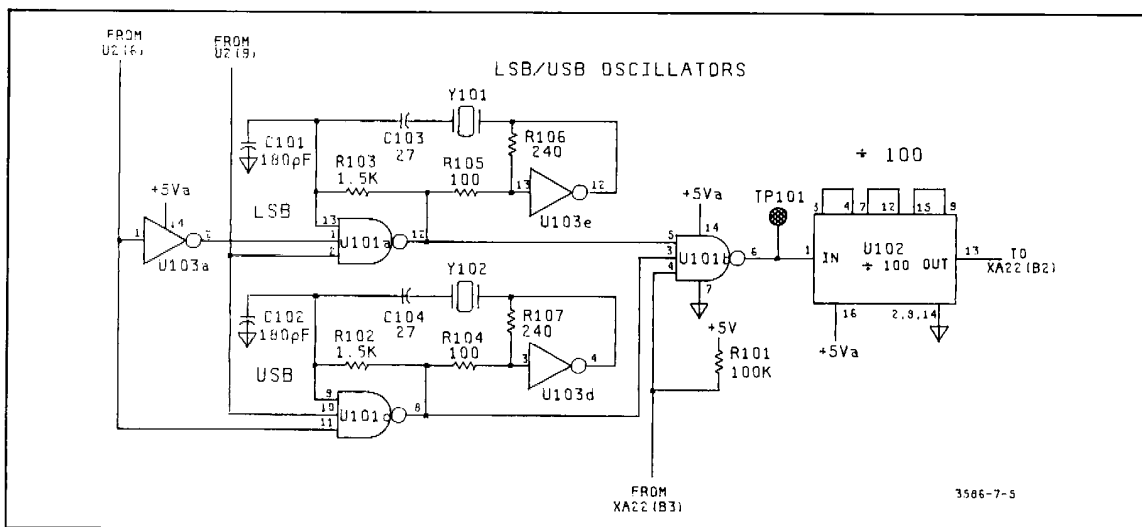 FROM
U2(6)
FROM
U2(9)
LSB/USB OSCILLATORS
Y101
C103
27
C101
180pF
R106
240
R103
1.5K
R105
100
÷ 100
+5Va
14
LSB
13
12
U103e
TP101
+5Va
14
3
4
7
12
15
9
1
2
U103a
13
1
2
U101a
12
5
3
4
U101b
6
7
1
IN
U102
÷ 100
OUT
13
TO
XA22(B2)
16
2,8,14
+5Va
Y102
C104
27
C102
180pF
R107
240
R102
1.5K
R104
100
+5V
R101
100K
USB
3
4
U103d
9
10
11
U101c
8
FROM
XA22(B3)
3586-7-5